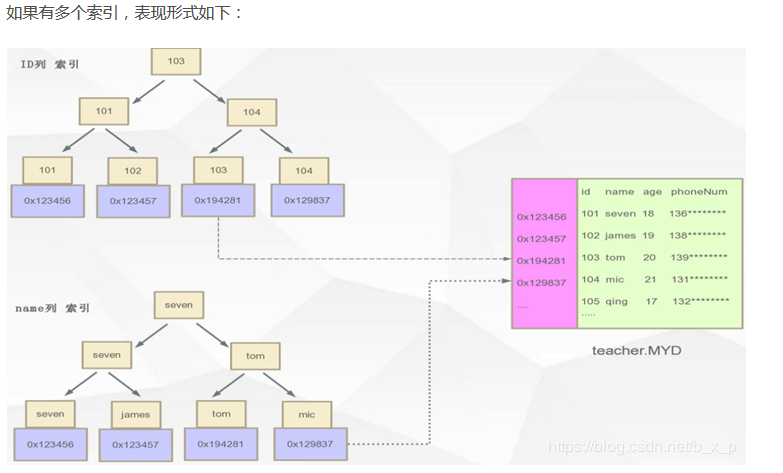 如果有多个索引，表现形式如下：
ID列 索引
103
101
104
101 102 103 104
0x123456 0x123457 0x194281 0x129837
id name age phoneNum
0x123456 101 seven 18 136********
0x123457 102 james 19 138********
0x194281 103 tom 20 139********
0x129837 104 mic 21 131********
.... 105 qing 17 132********
.....
teacher.MYD
name列 索引
seven
seven
tom
seven james tom mic
0x123456 0x123457 0x194281 0x129837
https://blog.csdn.net/b_x_p